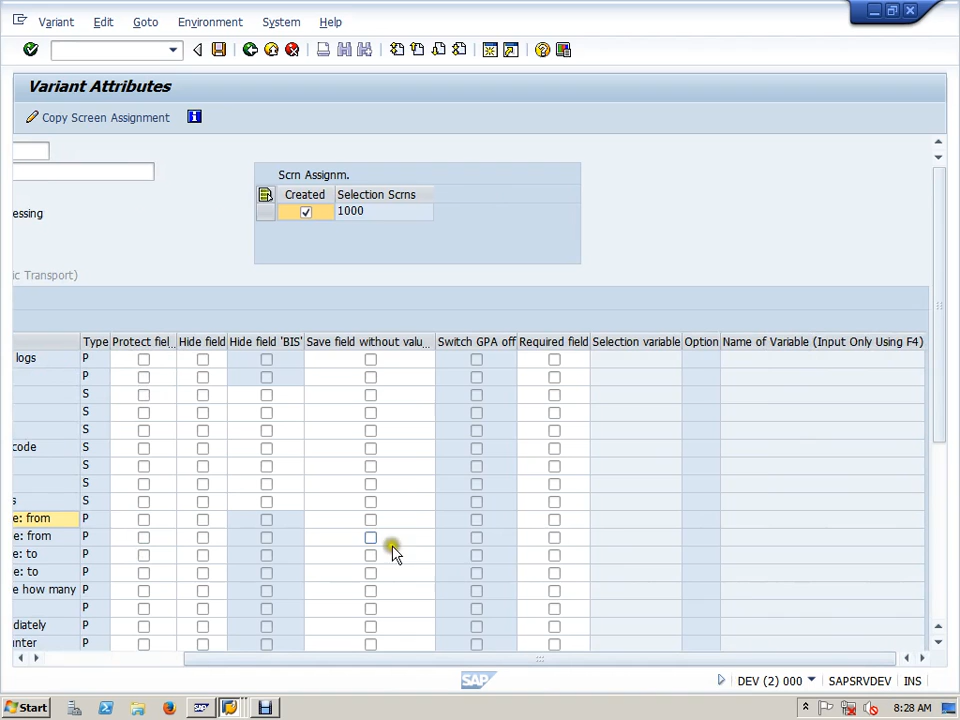 Variant Edit Goto Environment System Help
Variant Attributes
Copy Screen Assignment
Scrn Assignm.
Created Selection Scrns
1000
essing
ic Transport)
Type Protect fiel... Hide field Hide field 'BIS' Save field without valu... Switch GPA off Required field Selection variable Option Name of Variable (Input Only Using F4)
logs P
P
S
S
S
code S
S
S
s S
e: from P
e: from P
e: to P
e: to P
e how many P
P
diately P
unter P
SAP DEV (2) 000 SAPSRVDEV INS
Start 8:28 AM